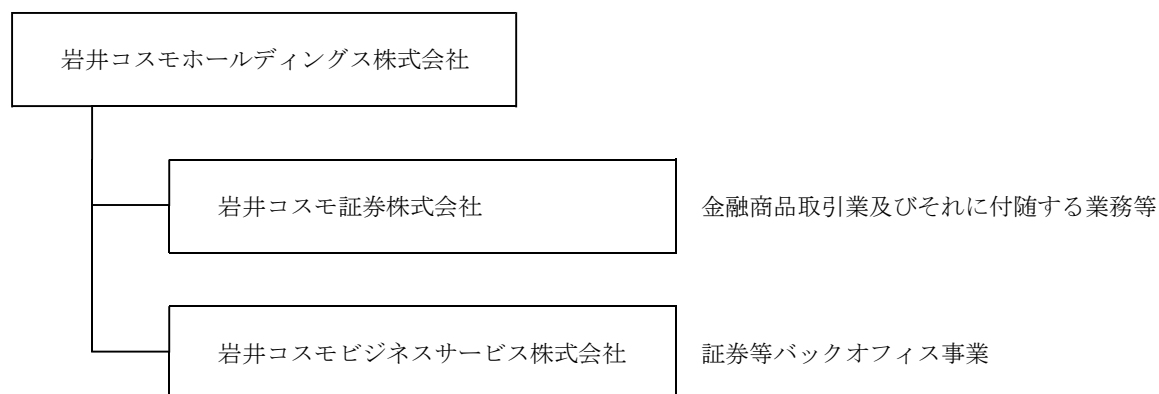 岩井コスモホールディングス株式会社
岩井コスモ証券株式会社 金融商品取引業及びそれに付随する業務等
岩井コスモビジネスサービス株式会社 証券等バックオフィス事業